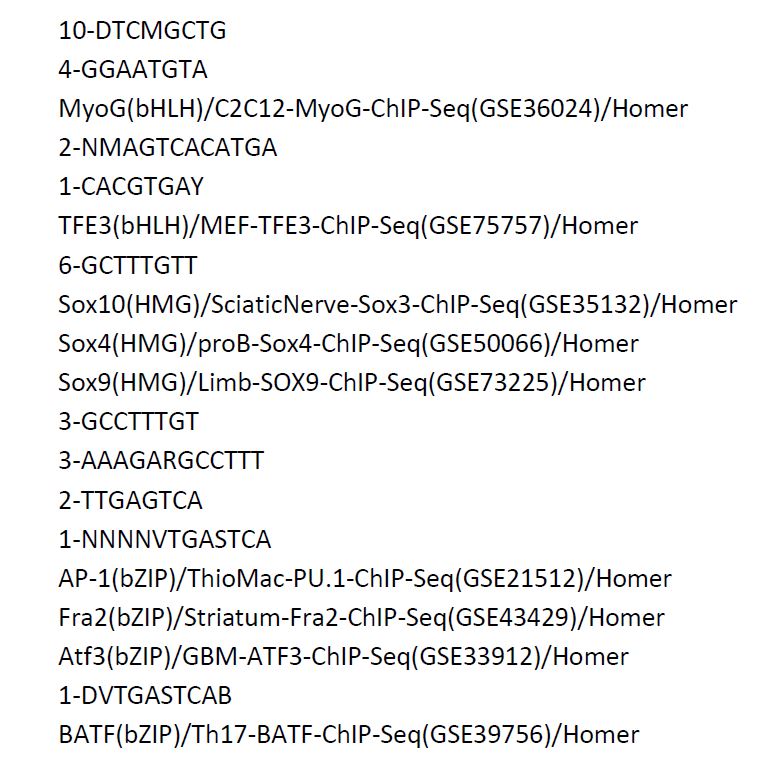 10-DTCMGCTG
4-GGAATGTA
MyoG(bHLH)/C2C12-MyoG-ChIP-Seq(GSE36024)/Homer
2-NMAGTCACATGA
1-CACGTGAY
TFE3(bHLH)/MEF-TFE3-ChIP-Seq(GSE75757)/Homer
6-GCTTTGTT
Sox10(HMG)/SciaticNerve-Sox3-ChIP-Seq(GSE35132)/Homer
Sox4(HMG)/proB-Sox4-ChIP-Seq(GSE50066)/Homer
Sox9(HMG)/Limb-SOX9-ChIP-Seq(GSE73225)/Homer
3-GCCTTTGT
3-AAAGARGCCTTT
2-TTGAGTCA
1-NNNNVTGASTCA
AP-1(bZIP)/ThioMac-PU.1-ChIP-Seq(GSE21512)/Homer
Fra2(bZIP)/Striatum-Fra2-ChIP-Seq(GSE43429)/Homer
Atf3(bZIP)/GBM-ATF3-ChIP-Seq(GSE33912)/Homer
1-DVTGASTCAB
BATF(bZIP)/Th17-BATF-ChIP-Seq(GSE39756)/Homer